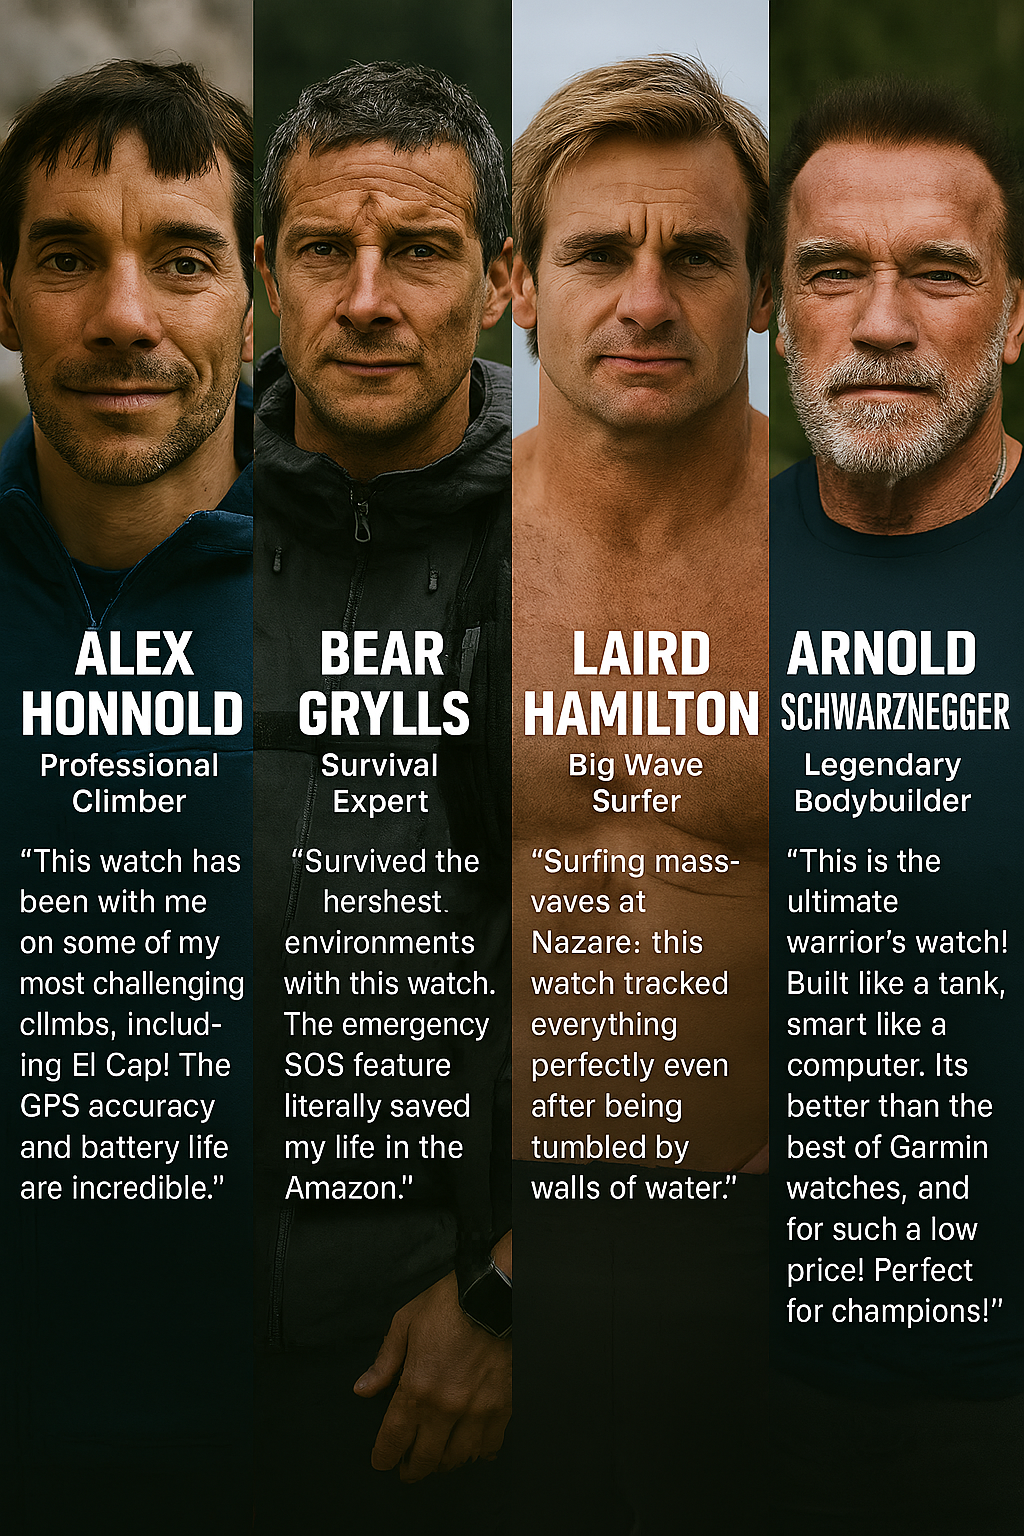 ALEX
HONNOLD
Professional
Climber
“This watch has
been with me
on some of my
most challenging
cllmbs, includ-
ing El Cap! The
GPS accuracy
and battery life
are incredible.”
BEAR
GRYLLS
Survival
Expert
“Survived the
hershest.
environments
with this watch.
The emergency
SOS feature
literally saved
my life in the
Amazon.”
LAIRD
HAMILTON
Big Wave
Surfer
“Surfing mass-
vaves at
Nazare: this
watch tracked
everything
perfectly even
after being
tumbled by
walls of water.”
ARNOLD
SCHWARZNEGGER
Legendary
Bodybuilder
“This is the
ultimate
warrior’s watch!
Built like a tank,
smart like a
computer. Its
better than the
best of Garmin
watches, and
for such a low
price! Perfect
for champions!”